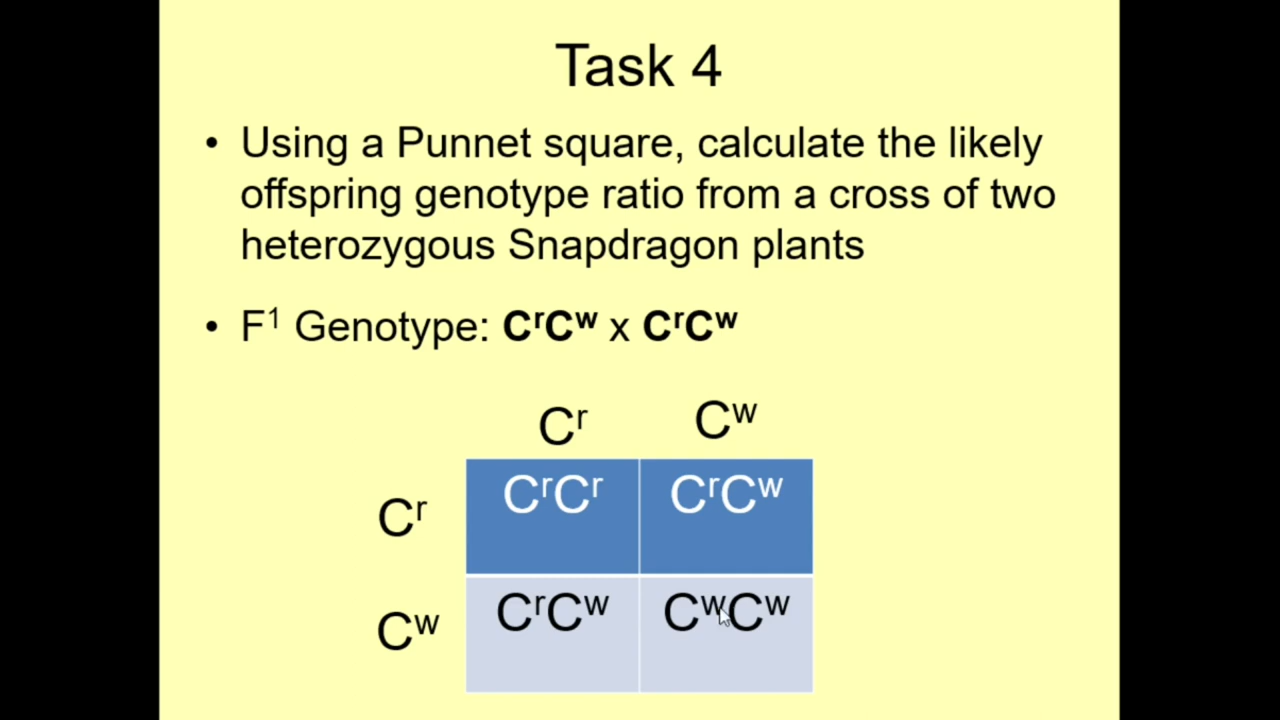 Task 4
• Using a Punnet square, calculate the likely
offspring genotype ratio from a cross of two
heterozygous Snapdragon plants
• F¹ Genotype: CʳCʷ x CʳCʷ
Cʳ Cʷ
Cʳ CʳCʳ CʳCʷ
Cʷ CʳCʷ CʷCʷ